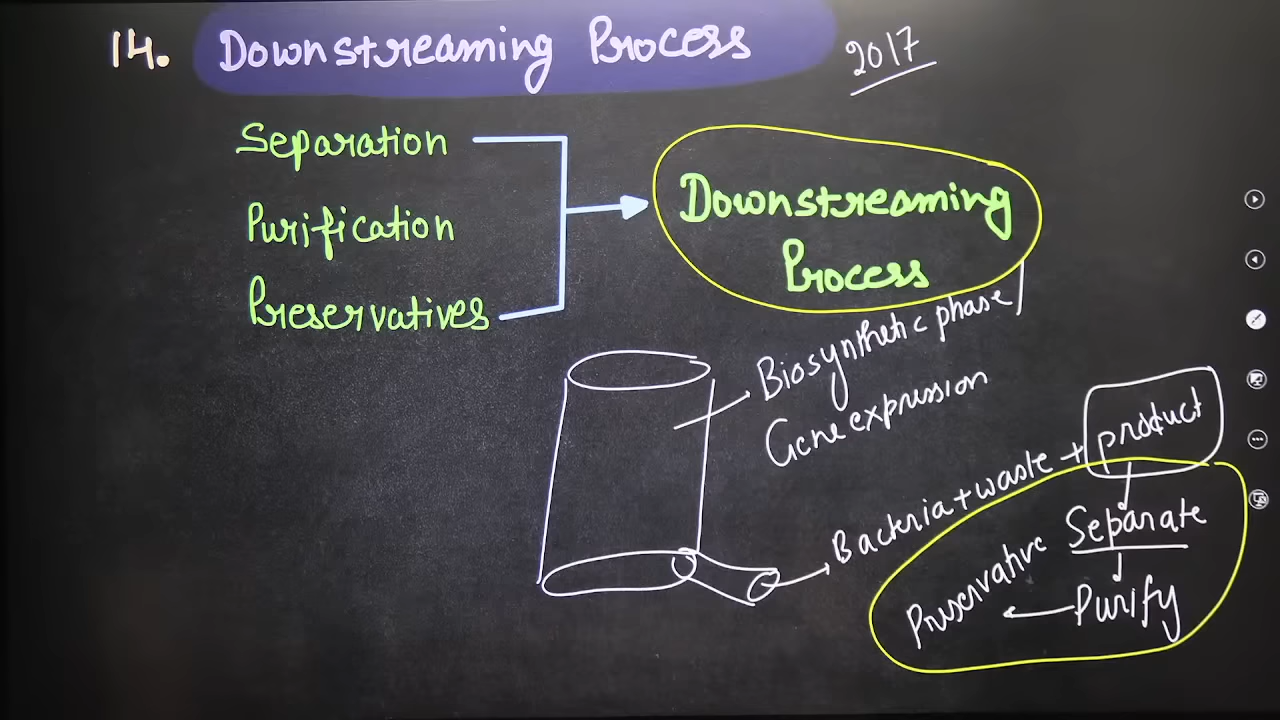 14. Downstreaming Process
2017
Separation
Purification
Preservatives
Downstreaming
Process
Biosynthetic phase/
Gene expression
Bacteria + waste + product
Separate
Purify
Preservative